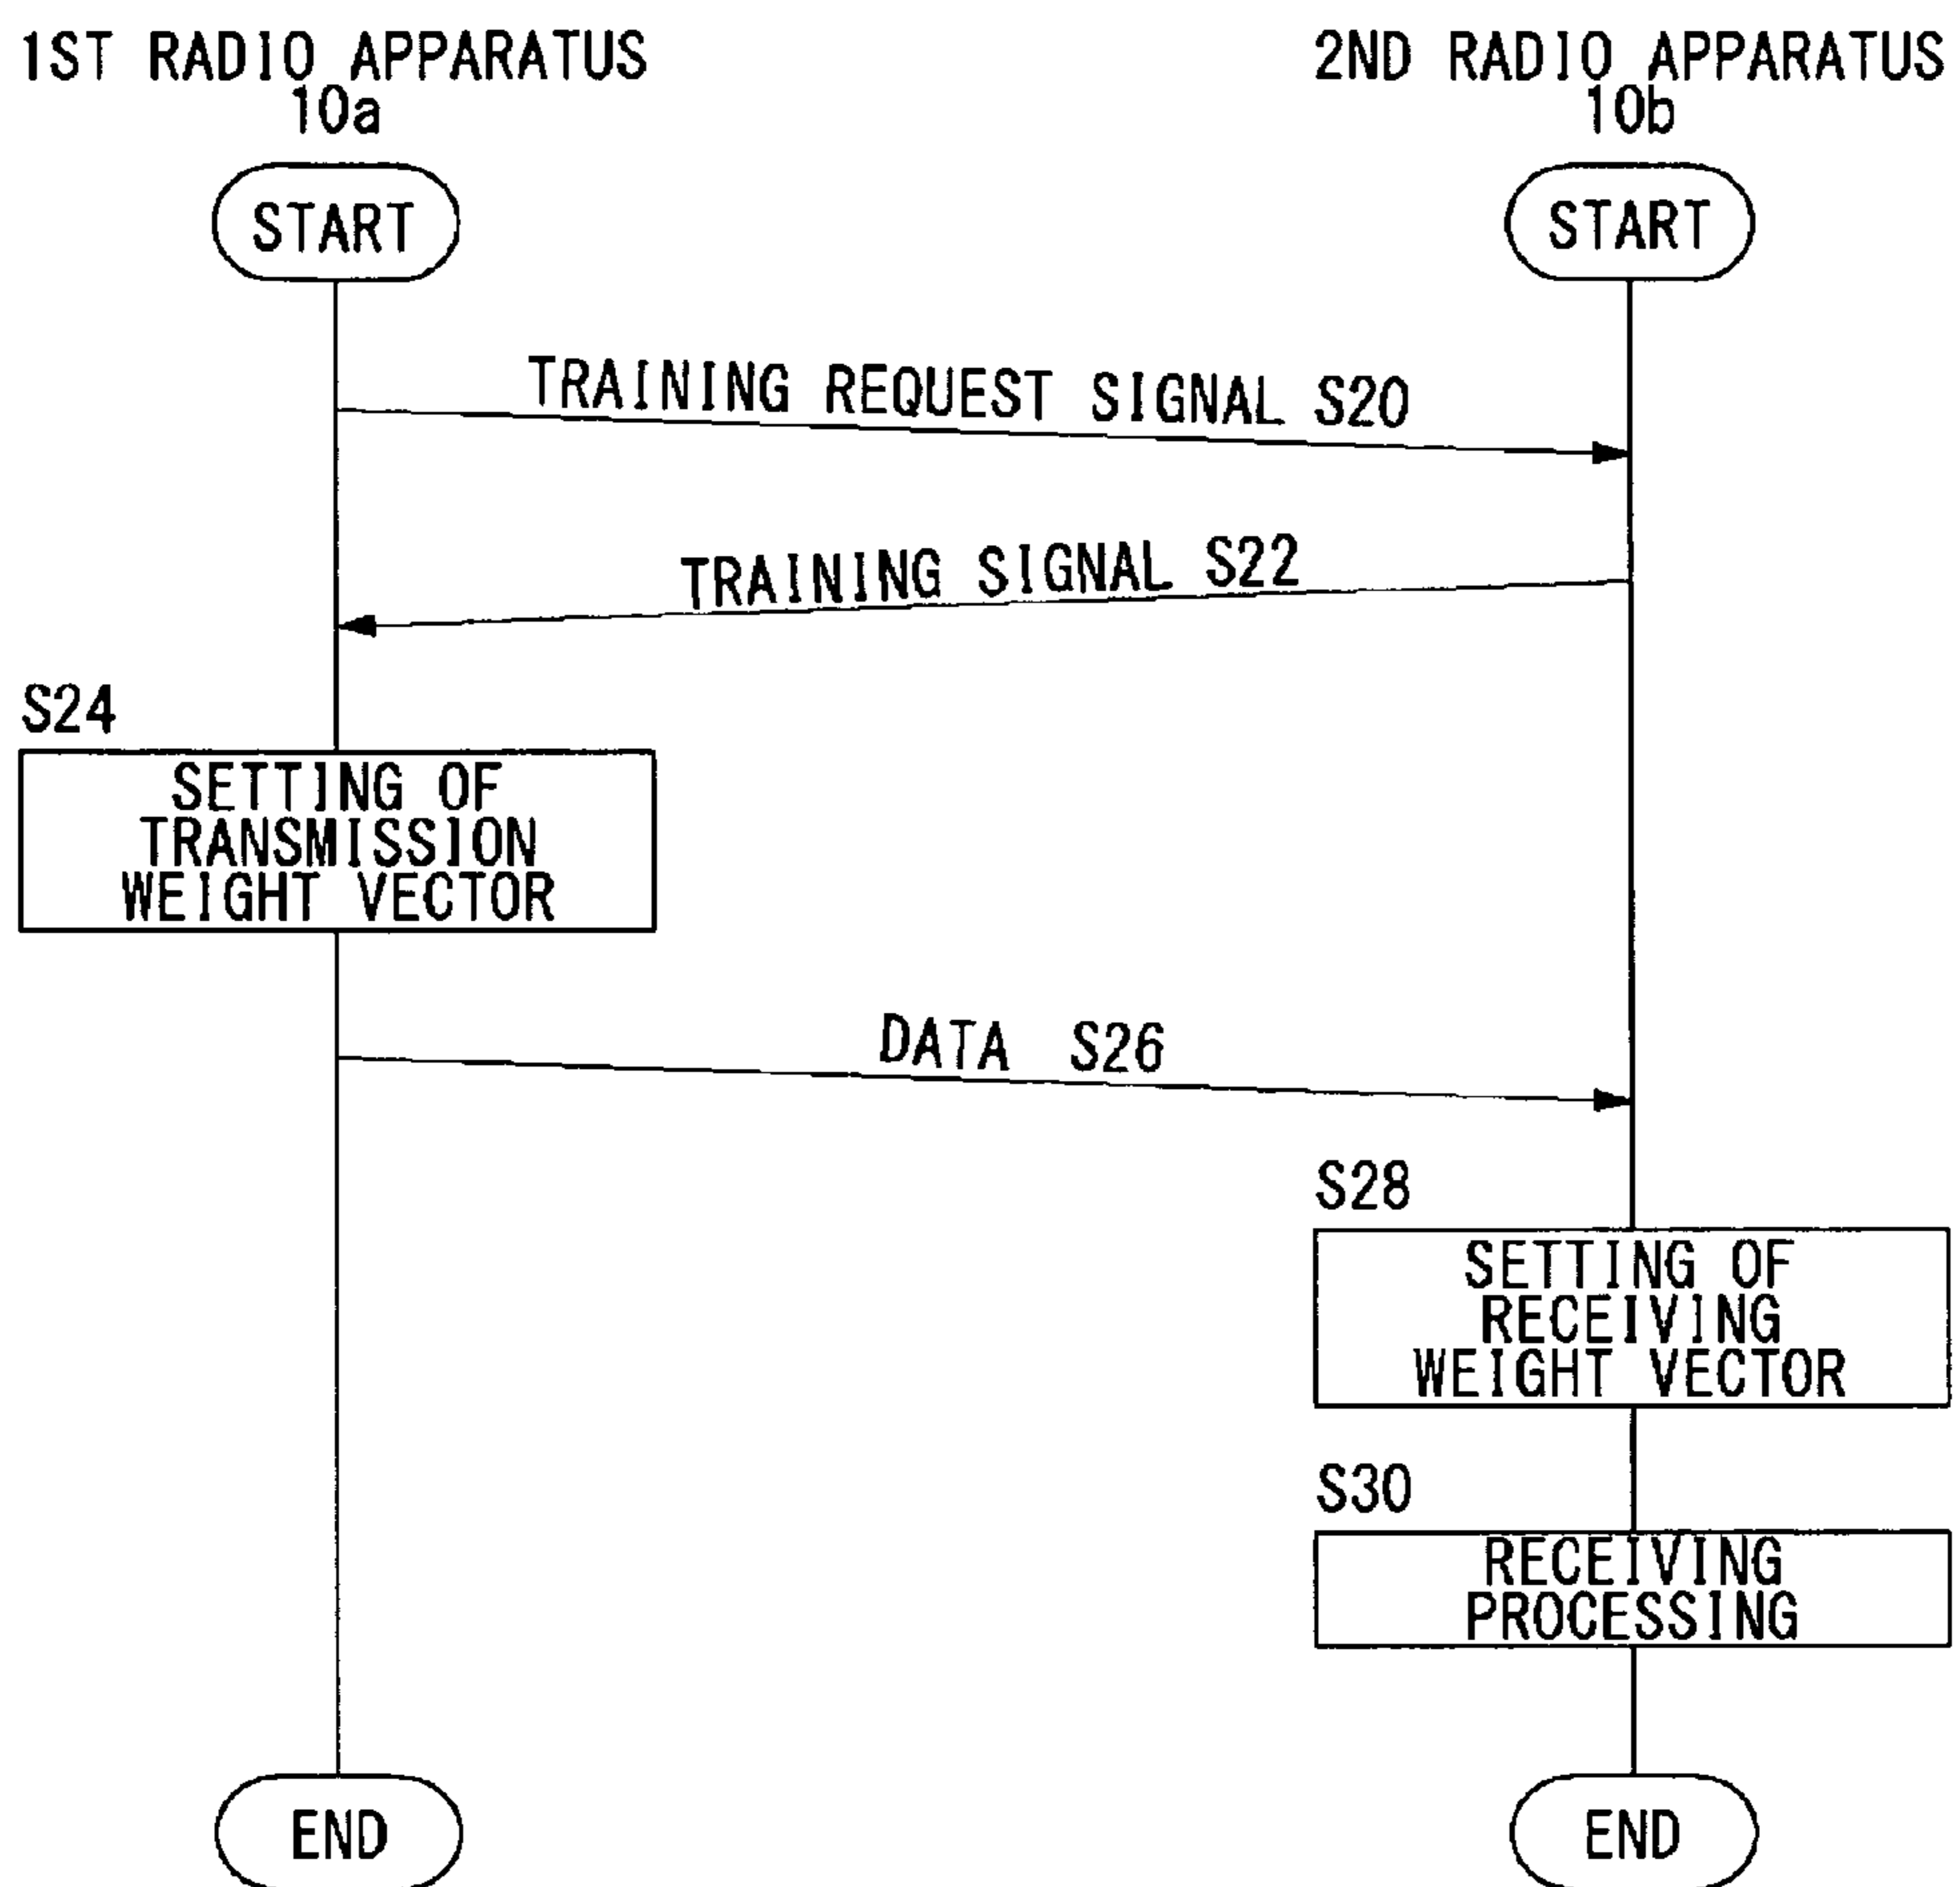 1ST RADIO APPARATUS
10a
2ND RADIO APPARATUS
10b
START
START
TRAINING REQUEST SIGNAL S20
TRAINING SIGNAL S22
S24
SETTING OF
TRANSMISSION
WEIGHT VECTOR
DATA S26
S28
SETTING OF
RECEIVING
WEIGHT VECTOR
S30
RECEIVING
PROCESSING
END
END